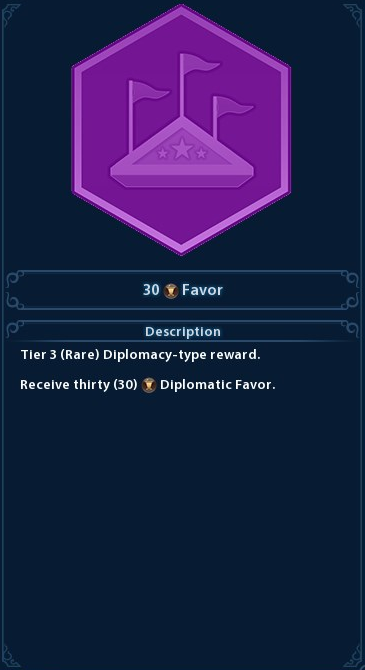 30 Favor
Description
Tier 3 (Rare) Diplomacy-type reward.
Receive thirty (30) Diplomatic Favor.